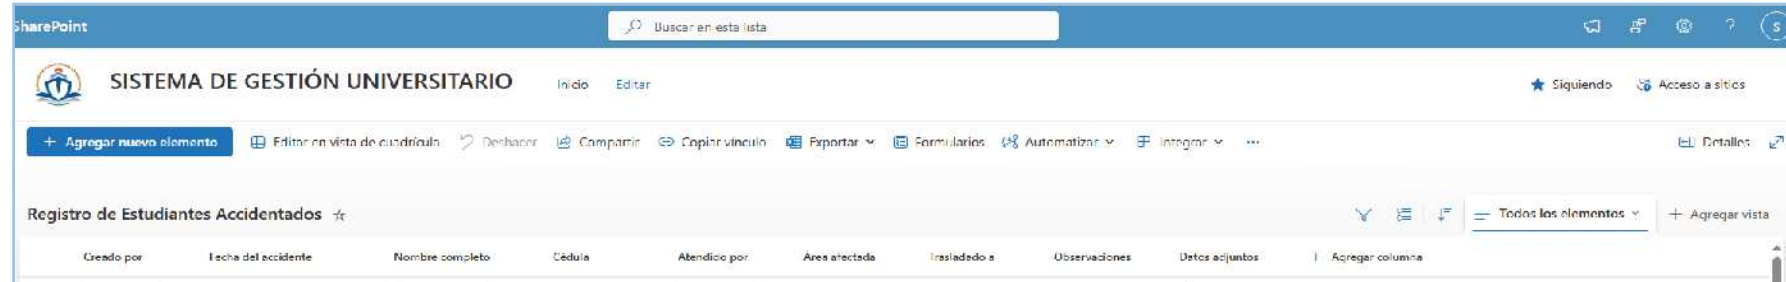 SharePoint
Buscar en esta lista
SISTEMA DE GESTIÓN UNIVERSITARIO Inicio Editar
Siguiendo Acceso a sitios
+ Agregar nuevo elemento Editar en vista de cuadrícula Deshacer Compartir Copiar vínculo Exportar Formularios Automatizar Integrar ... Detalles
Registro de Estudiantes Accidentados
Todos los elementos + Agregar vista
Creado por Fecha del accidente Nombre completo Cédula Atendido por Área afectada Trasladado a Observaciones Datos adjuntos Agregar columna